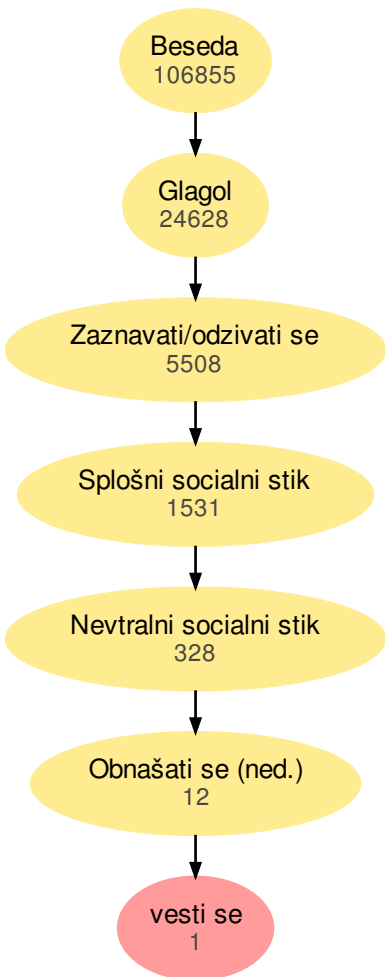 Beseda
106855
Glagol
24628
Zaznavati/odzivati se
5508
Splošni socialni stik
1531
Nevtralni socialni stik
328
Obnašati se (ned.)
12
vesti se
1